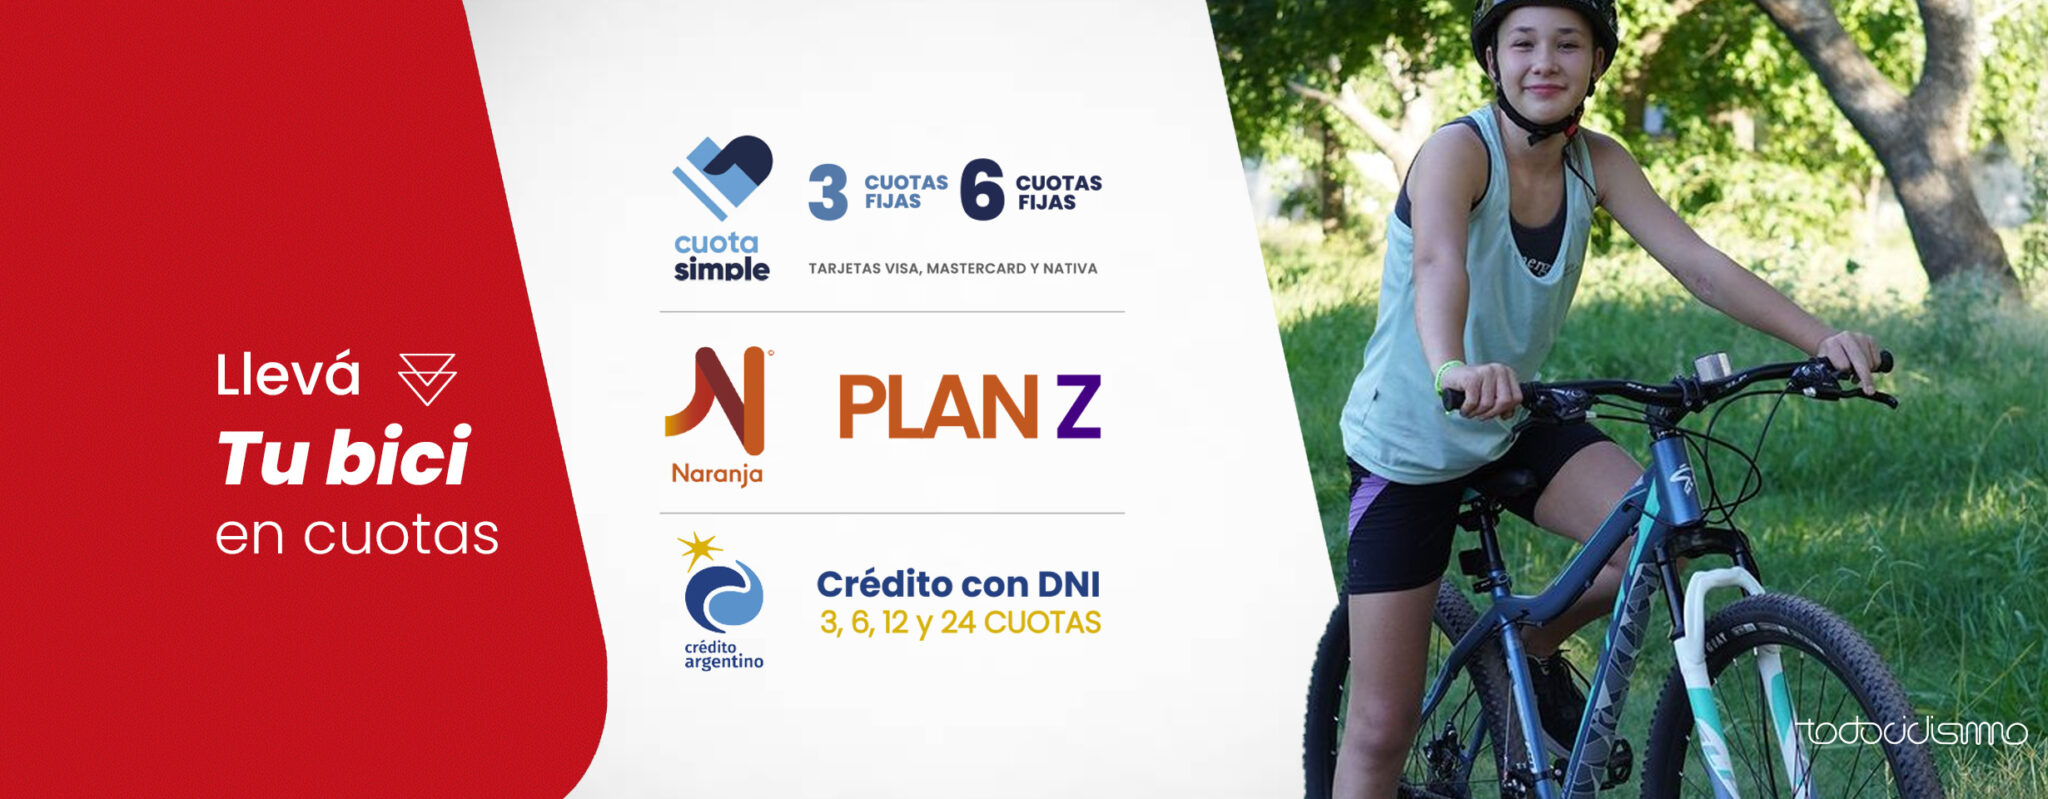 Llevá
Tu bici
en cuotas
cuota
simple
3 CUOTAS
FIJAS
6 CUOTAS
FIJAS
TARJETAS VISA, MASTERCARD Y NATIVA
Naranja
PLAN Z
crédito
argentino
Crédito con DNI
3, 6, 12 y 24 CUOTAS
todociclismo